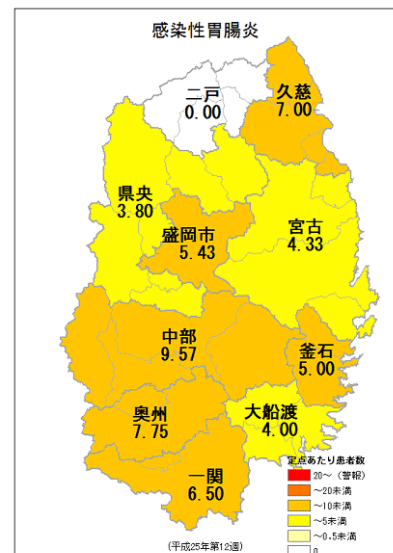 感染性胃腸炎
二戸
0.00
久慈
7.00
県央
3.80
盛岡市
5.43
宮古
4.33
中部
9.57
釜石
5.00
奥州
7.75
大船渡
4.00
一関
6.50
定点あたり患者数
20～（警報）
～20未満
～10未満
～5未満
～0.5未満
0
(平成25年第12週)